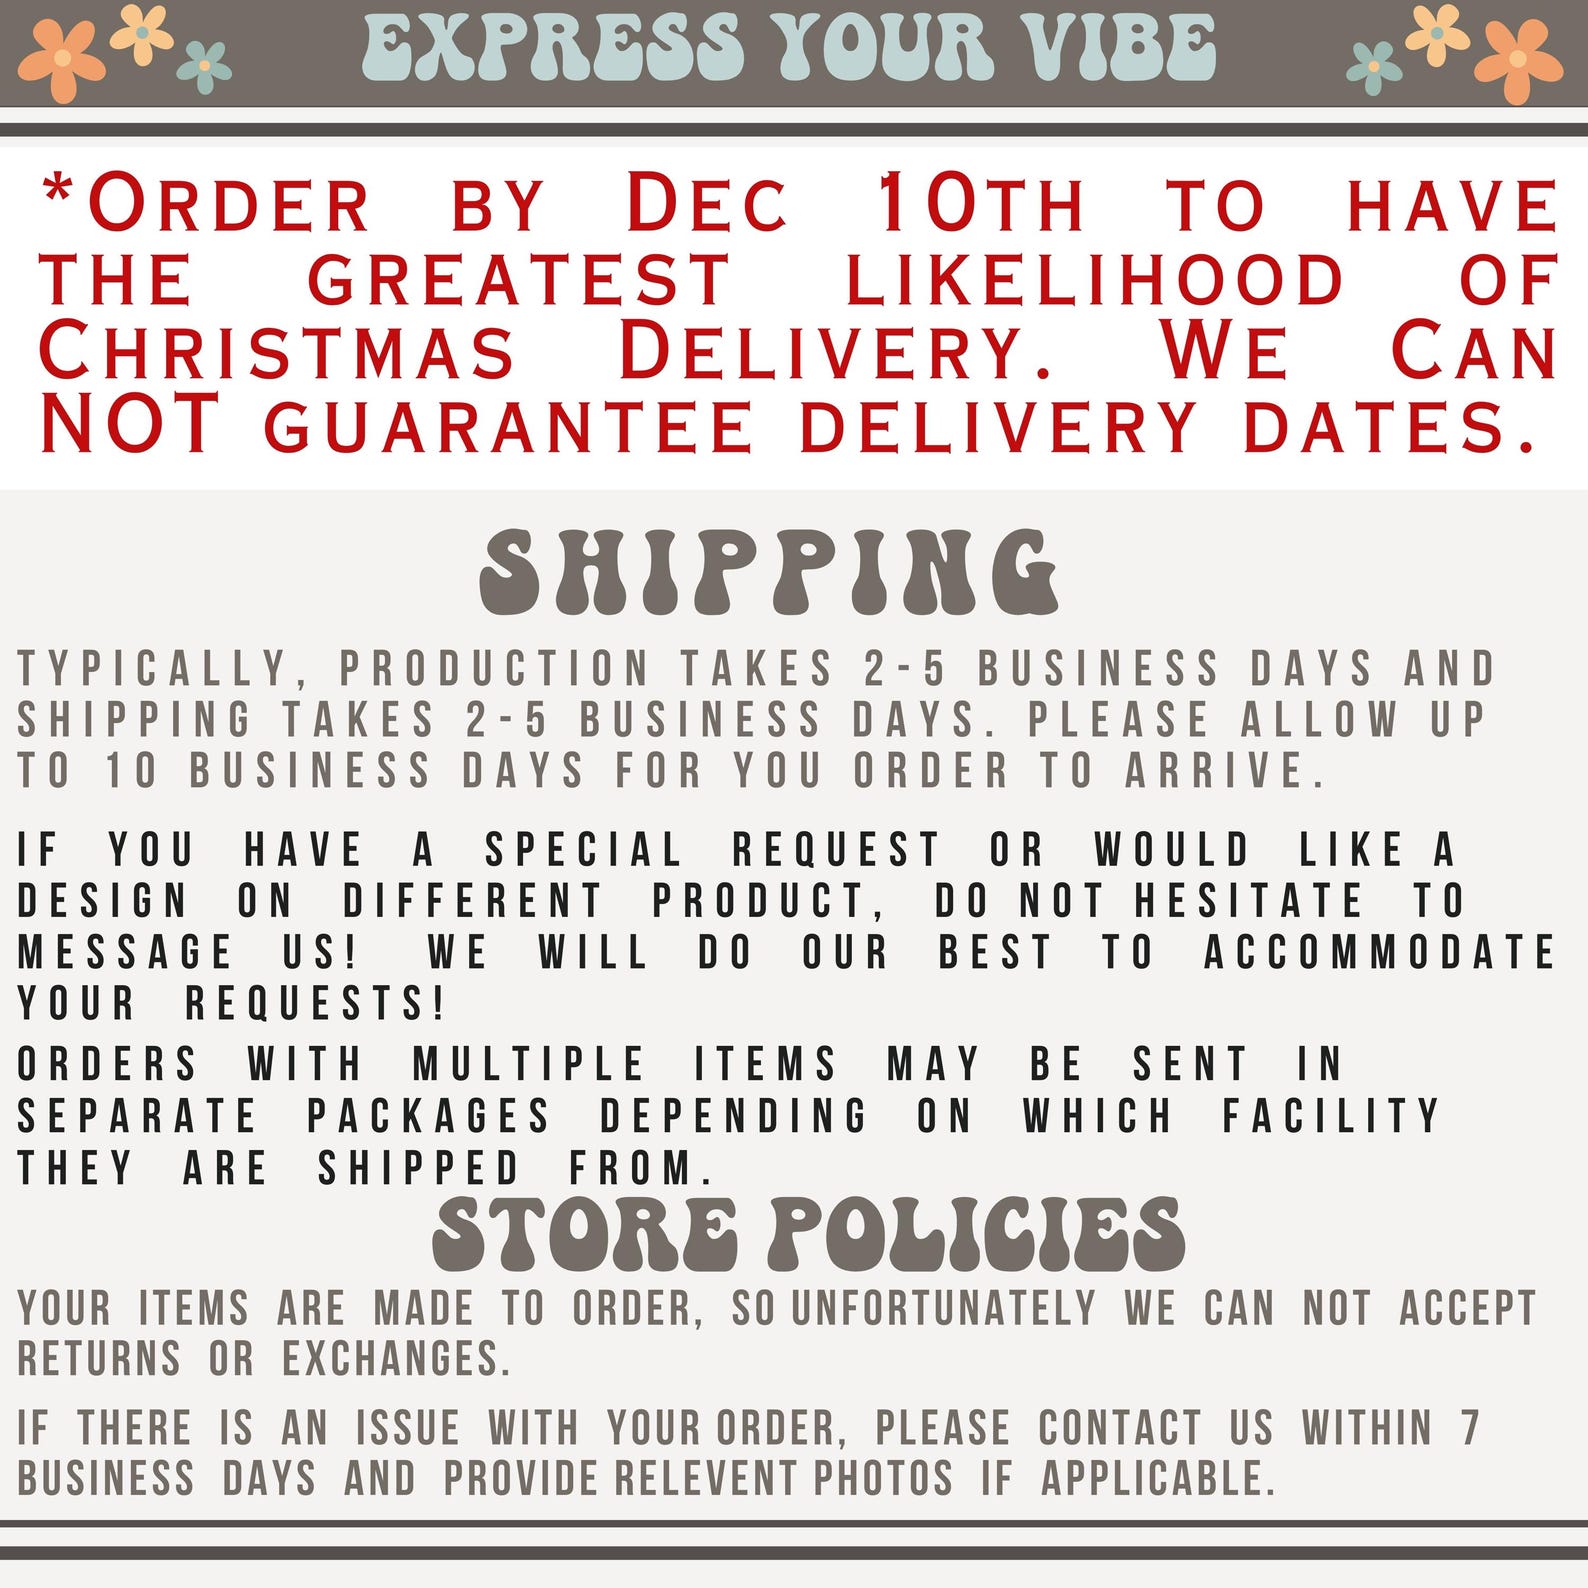 EXPRESS YOUR VIBE
*Order by Dec 10th to have
the greatest likelihood of
Christmas Delivery. We Can
NOT guarantee delivery dates.
SHIPPING
TYPICALLY, PRODUCTION TAKES 2-5 BUSINESS DAYS AND
SHIPPING TAKES 2-5 BUSINESS DAYS. PLEASE ALLOW UP
TO 10 BUSINESS DAYS FOR YOU ORDER TO ARRIVE.
IF YOU HAVE A SPECIAL REQUEST OR WOULD LIKE A
DESIGN ON DIFFERENT PRODUCT, DO NOT HESITATE TO
MESSAGE US! WE WILL DO OUR BEST TO ACCOMMODATE
YOUR REQUESTS!
ORDERS WITH MULTIPLE ITEMS MAY BE SENT IN
SEPARATE PACKAGES DEPENDING ON WHICH FACILITY
THEY ARE SHIPPED FROM.
STORE POLICIES
YOUR ITEMS ARE MADE TO ORDER, SO UNFORTUNATELY WE CAN NOT ACCEPT
RETURNS OR EXCHANGES.
IF THERE IS AN ISSUE WITH YOUR ORDER, PLEASE CONTACT US WITHIN 7
BUSINESS DAYS AND PROVIDE RELEVENT PHOTOS IF APPLICABLE.